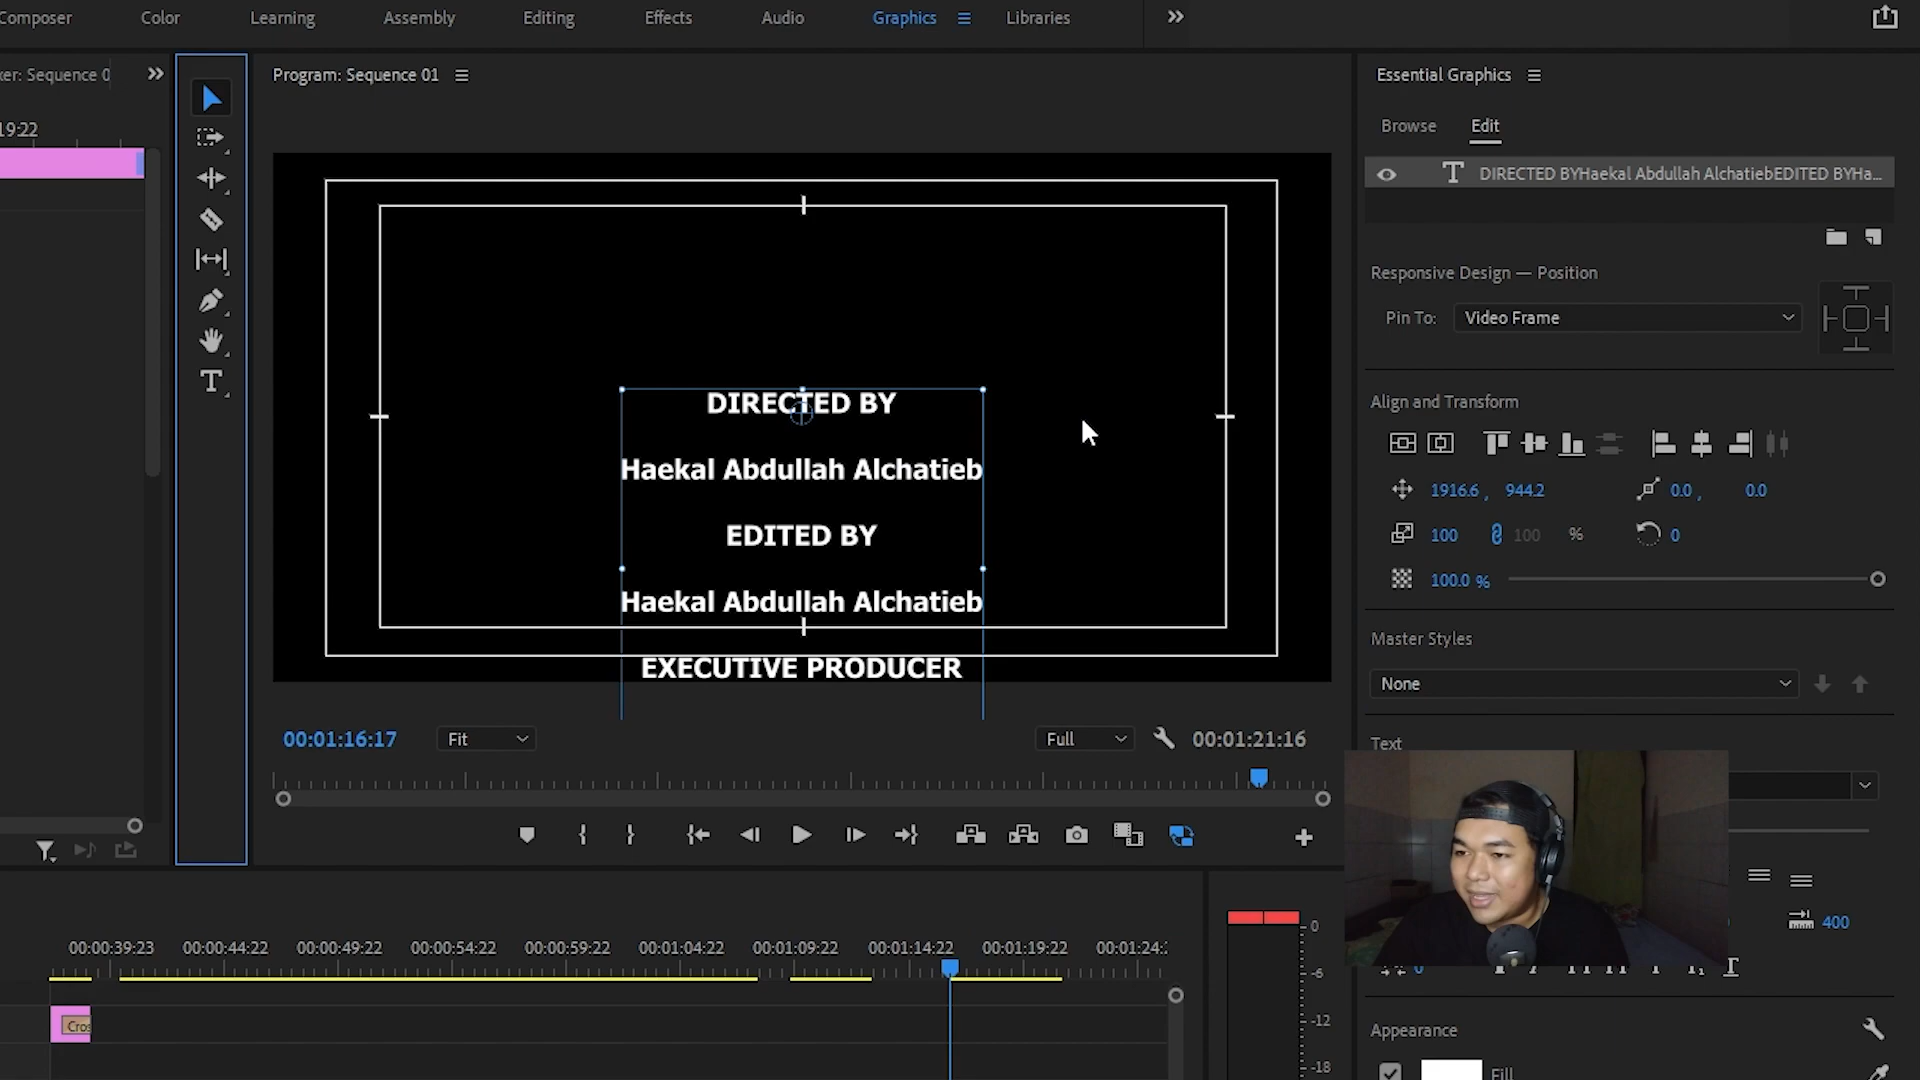 Composer
Color
Learning
Assembly
Editing
Effects
Audio
Graphics
Libraries
ker: Sequence 0
Program: Sequence 01
Essential Graphics
19:22
Browse
Edit
DIRECTED BYHaekal Abdullah AlchatiebEDITED BYHa...
Responsive Design — Position
Pin To:
Video Frame
DIRECTED BY
Haekal Abdullah Alchatieb
EDITED BY
Haekal Abdullah Alchatieb
EXECUTIVE PRODUCER
Align and Transform
1916.6 , 944.2
0.0 , 0.0
100
100 %
0
100.0 %
Master Styles
None
Text
400
0
00:01:16:17
Fit
Full
00:01:21:16
00:00:39:23
00:00:44:22
00:00:49:22
00:00:54:22
00:00:59:22
00:01:04:22
00:01:09:22
00:01:14:22
00:01:19:22
00:01:24:
Cros
0
-6
-12
-18
Appearance
Fill